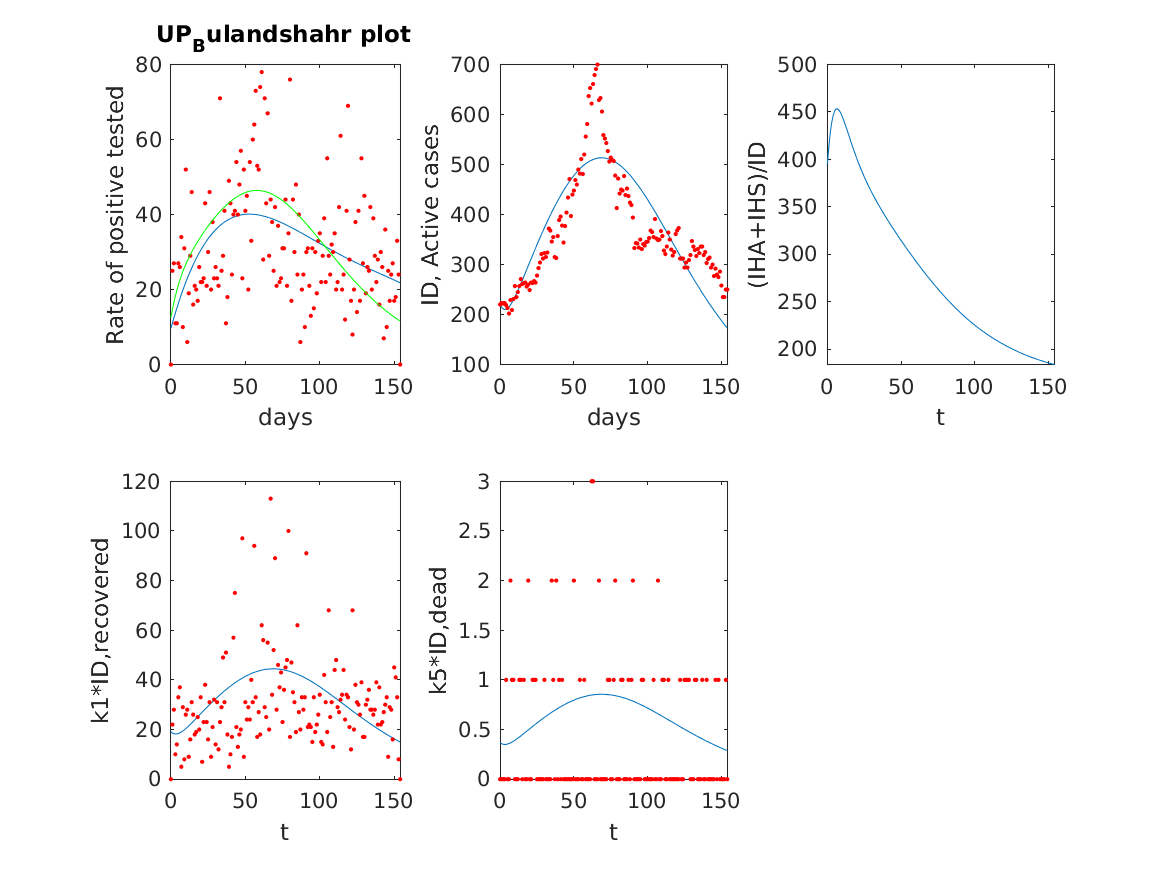 UP_Bulandshahr plot
80
60
40
20
0
0 50 100 150
Rate of positive tested
days
700
600
500
400
300
200
100
0 50 100 150
ID, Active cases
days
500
450
400
350
300
250
200
0 50 100 150
(IHA+IHS)/ID
t
120
100
80
60
40
20
0
0 50 100 150
k1*ID,recovered
t
3
2.5
2
1.5
1
0.5
0
0 50 100 150
k5*ID,dead
t